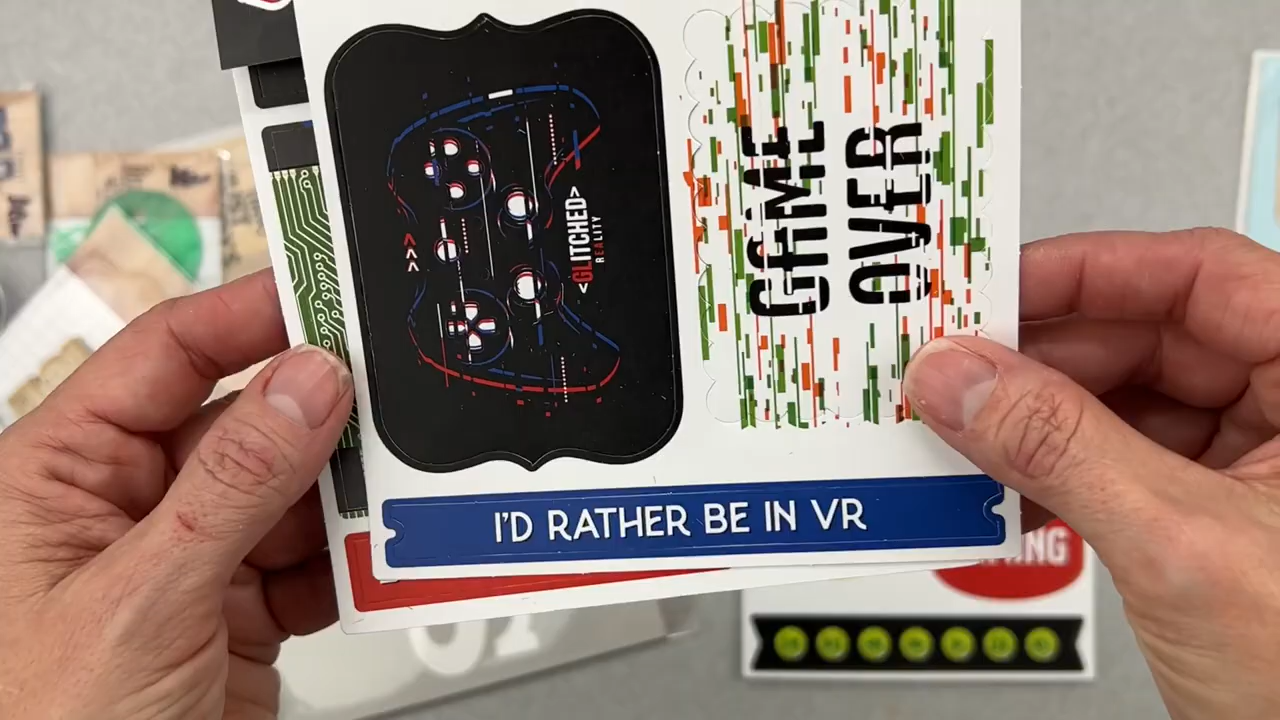 <GLITCHED>
REALITY
GAME
OVER
I'D RATHER BE IN VR